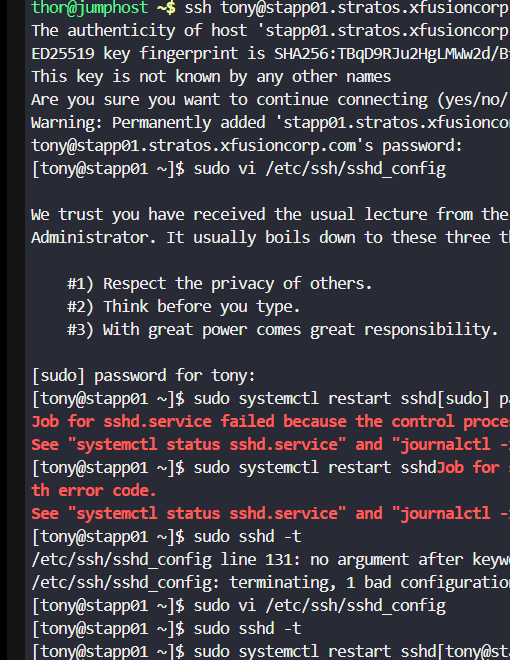 thor@jumphost ~$ ssh tony@stapp01.stratos.xfusioncorp
The authenticity of host 'stapp01.stratos.xfusioncorp
ED25519 key fingerprint is SHA256:TBqD9RJu2HgLMWw2d/B
This key is not known by any other names
Are you sure you want to continue connecting (yes/no/
Warning: Permanently added 'stapp01.stratos.xfusionco
tony@stapp01.stratos.xfusioncorp.com's password:
[tony@stapp01 ~]$ sudo vi /etc/ssh/sshd_config
We trust you have received the usual lecture from the
Administrator. It usually boils down to these three t
#1) Respect the privacy of others.
#2) Think before you type.
#3) With great power comes great responsibility.
[sudo] password for tony:
[tony@stapp01 ~]$ sudo systemctl restart sshd[sudo] p
Job for sshd.service failed because the control proce
See "systemctl status sshd.service" and "journalctl -
[tony@stapp01 ~]$ sudo systemctl restart sshdJob for
th error code.
See "systemctl status sshd.service" and "journalctl -
[tony@stapp01 ~]$ sudo sshd -t
/etc/ssh/sshd_config line 131: no argument after keyw
/etc/ssh/sshd_config: terminating, 1 bad configuratio
[tony@stapp01 ~]$ sudo vi /etc/ssh/sshd_config
[tony@stapp01 ~]$ sudo sshd -t
[tony@stapp01 ~]$ sudo systemctl restart sshd[tony@st